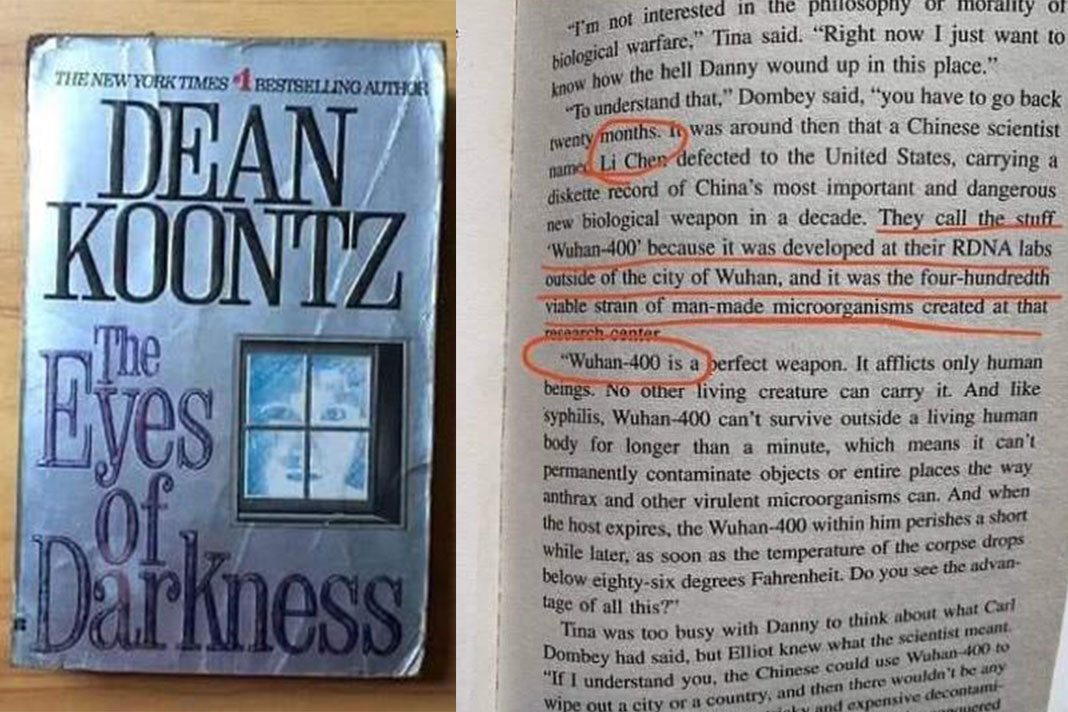 THE NEW YORK TIMES #1 BESTSELLING AUTHOR
DEAN
KOONTZ
The
Eyes
of
Darkness
“I’m not interested in the philosophy or morality of
biological warfare,” Tina said. “Right now I just want to
know how the hell Danny wound up in this place.”
“To understand that,” Dombey said, “you have to go back
twenty months. It was around then that a Chinese scientist
named Li Chen defected to the United States, carrying a
diskette record of China’s most important and dangerous
new biological weapon in a decade. They call the stuff
‘Wuhan-400’ because it was developed at their RDNA labs
outside of the city of Wuhan, and it was the four-hundredth
viable strain of man-made microorganisms created at that
research center.
“Wuhan-400 is a perfect weapon. It afflicts only human
beings. No other living creature can carry it. And like
syphilis, Wuhan-400 can’t survive outside a living human
body for longer than a minute, which means it can’t
permanently contaminate objects or entire places the way
anthrax and other virulent microorganisms can. And when
the host expires, the Wuhan-400 within him perishes a short
while later, as soon as the temperature of the corpse drops
below eighty-six degrees Fahrenheit. Do you see the advan-
tage of all this?”
Tina was too busy with Danny to think about what Carl
Dombey had said, but Elliot knew what the scientist meant.
“If I understand you, the Chinese could use Wuhan-400 to
wipe out a city or a country, and then there wouldn’t be any
and expensive decontami-